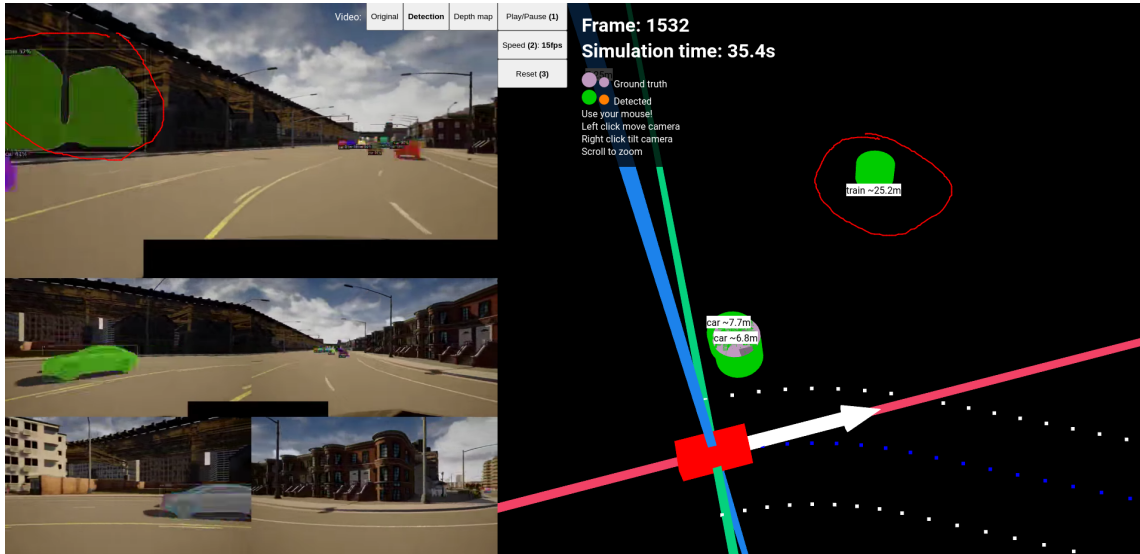 Video:
Original
Detection
Depth map
Play/Pause (1)
Speed (2): 15fps
Reset (3)
Frame: 1532
Simulation time: 35.4s
Ground truth
Detected
Use your mouse!
Left click move camera
Right click tilt camera
Scroll to zoom
train ~25.2m
car ~7.7m
car ~6.8m